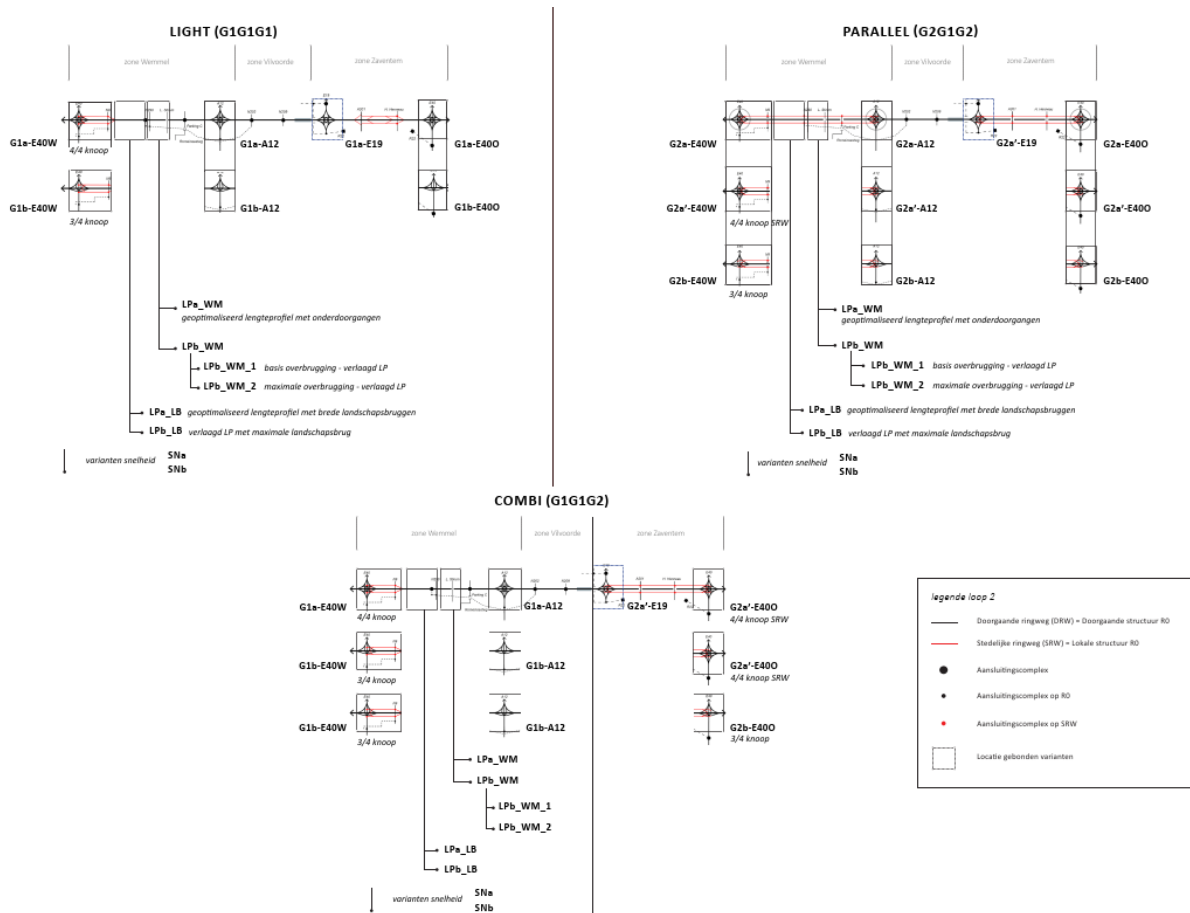 LIGHT (G1G1G1)
zone Wemmel
zone Vilvoorde
zone Zaventem
G1a-E40W
4/4 knoop
G1a-A12
G1a-E19
G1a-E40O
G1b-E40W
3/4 knoop
G1b-A12
G1b-E40O
LPa_WM
geoptimaliseerd lengteprofiel met onderdoorgangen
LPb_WM
LPb_WM_1 basis overbrugging - verlaagd LP
LPb_WM_2 maximale overbrugging - verlaagd LP
LPa_LB geoptimaliseerd lengteprofiel met brede landschapsbruggen
LPb_LB verlaagd LP met maximale landschapsbrug
varianten snelheid
SNa
SNb
PARALLEL (G2G1G2)
zone Wemmel
zone Vilvoorde
zone Zaventem
G2a-E40W
G2a-A12
G2a'-E19
G2a-E40O
G2a'-E40W
4/4 knoop SRW
G2a'-A12
G2a'-E40O
G2b-E40W
3/4 knoop
G2b-A12
G2b-E40O
LPa_WM
geoptimaliseerd lengteprofiel met onderdoorgangen
LPb_WM
LPb_WM_1 basis overbrugging - verlaagd LP
LPb_WM_2 maximale overbrugging - verlaagd LP
LPa_LB geoptimaliseerd lengteprofiel met brede landschapsbruggen
LPb_LB verlaagd LP met maximale landschapsbrug
varianten snelheid
SNa
SNb
COMBI (G1G1G2)
zone Wemmel
zone Vilvoorde
zone Zaventem
G1a-E40W
4/4 knoop
G1a-A12
G2a'-E19
G2a'-E40O
4/4 knoop SRW
G1b-E40W
3/4 knoop
G1b-A12
G2a'-E40O
4/4 knoop SRW
G1b-E40W
3/4 knoop
G1b-A12
G2b-E40O
3/4 knoop
LPa_WM
LPb_WM
LPb_WM_1
LPb_WM_2
LPa_LB
LPb_LB
varianten snelheid
SNa
SNb
legende loop 2
Doorgaande ringweg (DRW) = Doorgaande structuur R0
Stedelijke ringweg (SRW) = Lokale structuur R0
Aansluitingscomplex
Aansluitingscomplex op R0
Aansluitingscomplex op SRW
Locatie gebonden varianten